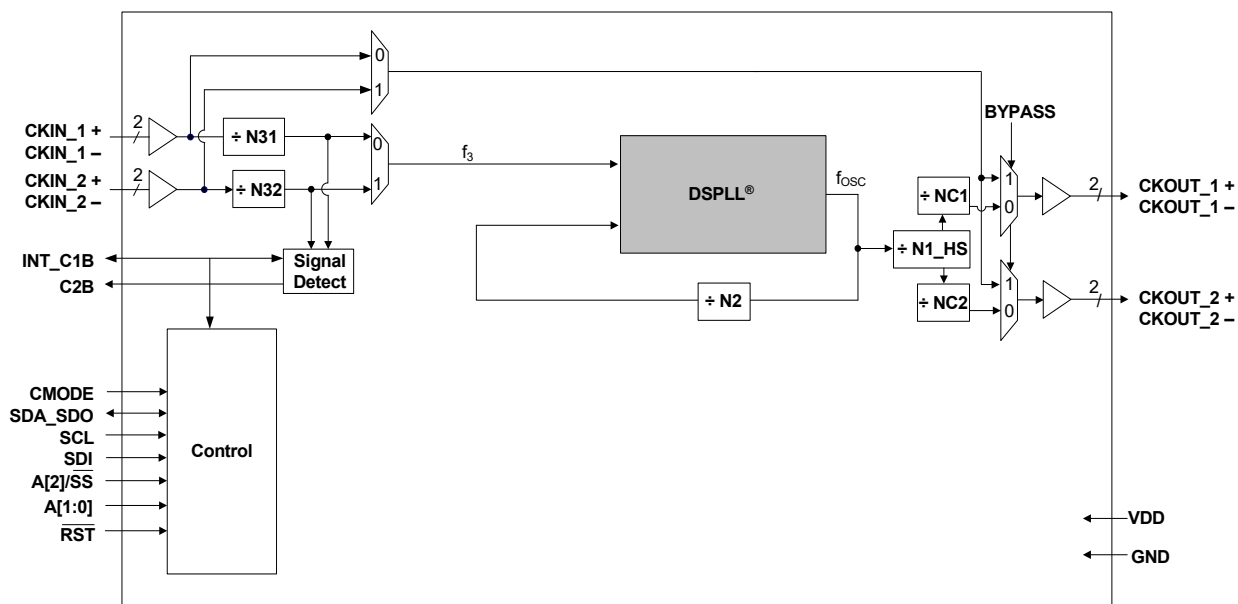 0
1
BYPASS
CKIN_1 +
CKIN_1 –
2
÷ N31
0
1
f3
DSPLL®
fOSC
CKIN_2 +
CKIN_2 –
2
÷ N32
÷ NC1
1
0
2
CKOUT_1 +
CKOUT_1 –
÷ N1_HS
INT_C1B
C2B
Signal
Detect
÷ N2
÷ NC2
1
0
2
CKOUT_2 +
CKOUT_2 –
CMODE
SDA_SDO
SCL
SDI
A[2]/S̅S̅
A[1:0]
R̅S̅T̅
Control
VDD
GND